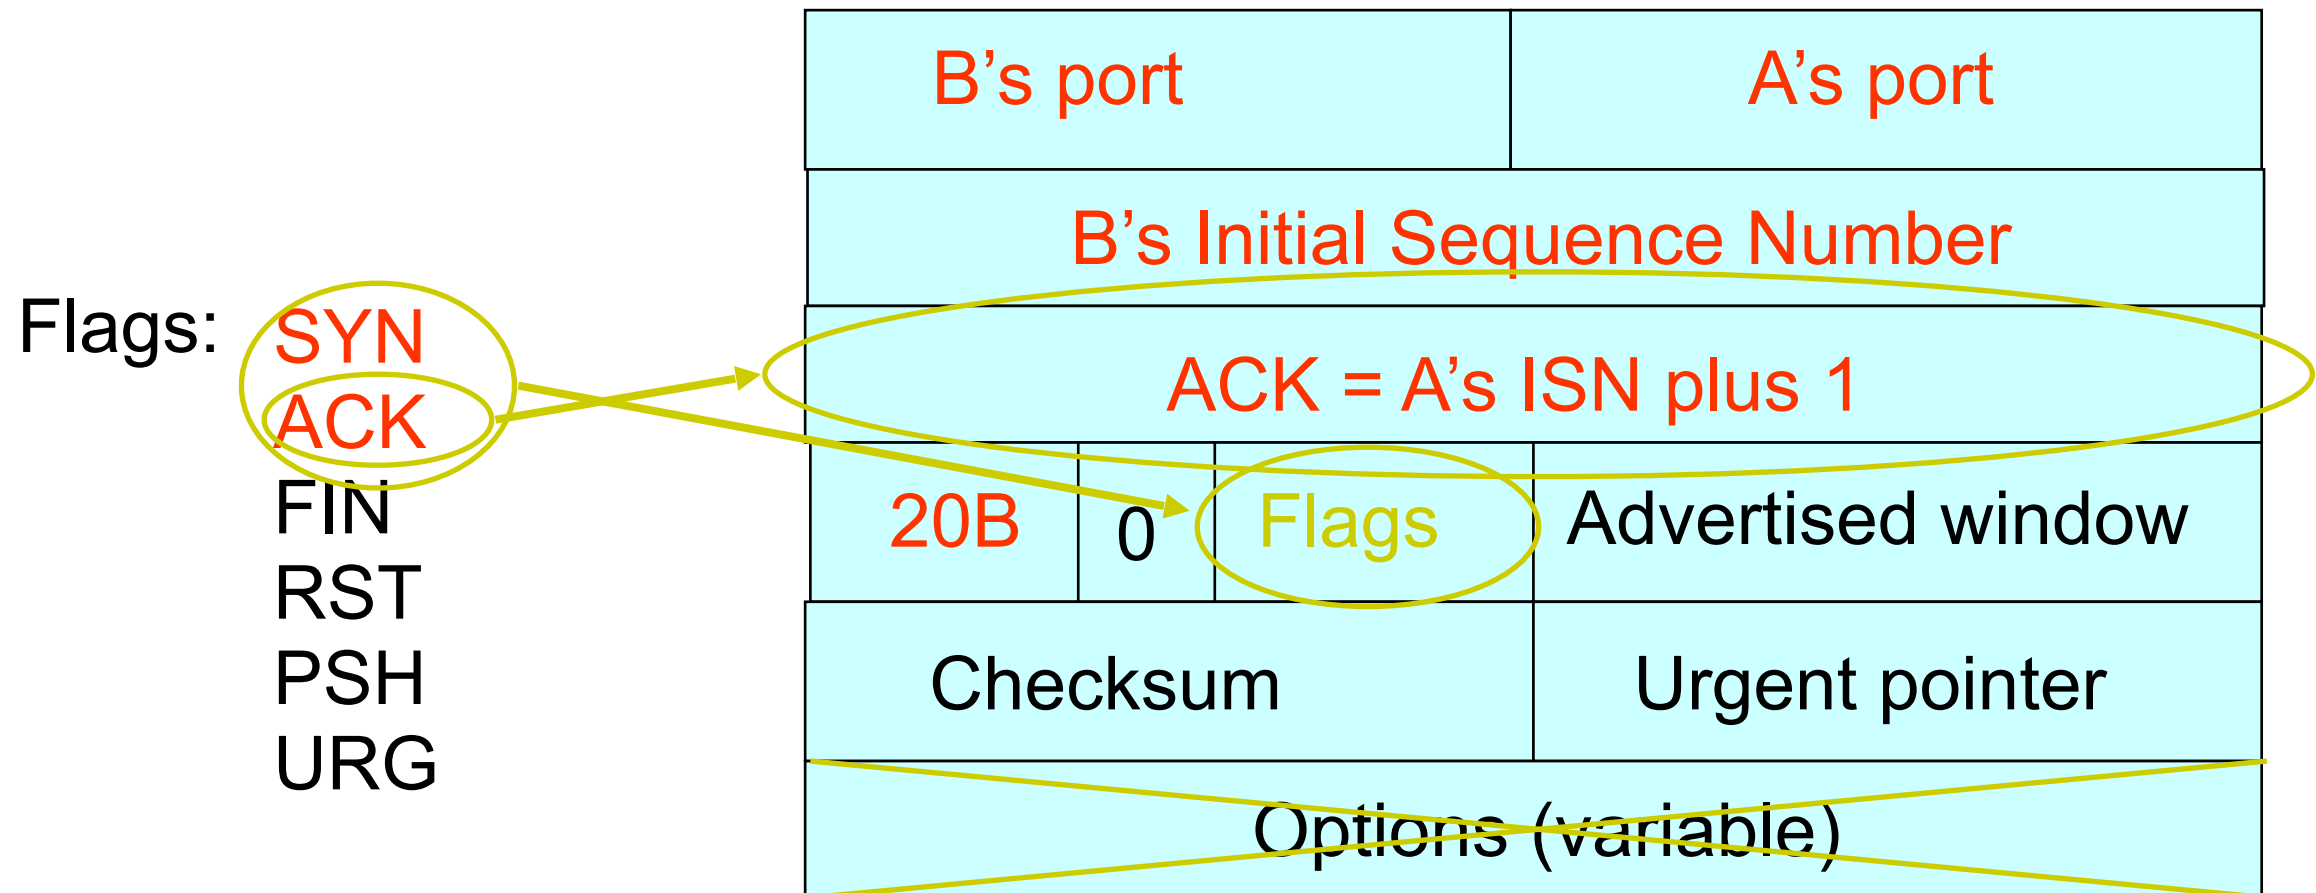 B’s port
A’s port
B’s Initial Sequence Number
Flags:
SYN
ACK
FIN
RST
PSH
URG
ACK = A’s ISN plus 1
20B
0
Flags
Advertised window
Checksum
Urgent pointer
Options (variable)